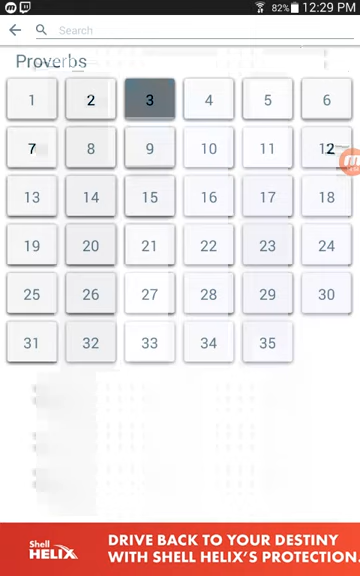 82% 12:29 PM
Search
Proverbs
1 2 3 4 5 6
7 8 9 10 11 12
13 14 15 16 17 18
19 20 21 22 23 24
25 26 27 28 29 30
31 32 33 34 35
Shell
HELIX
DRIVE BACK TO YOUR DESTINY
WITH SHELL HELIX'S PROTECTION.